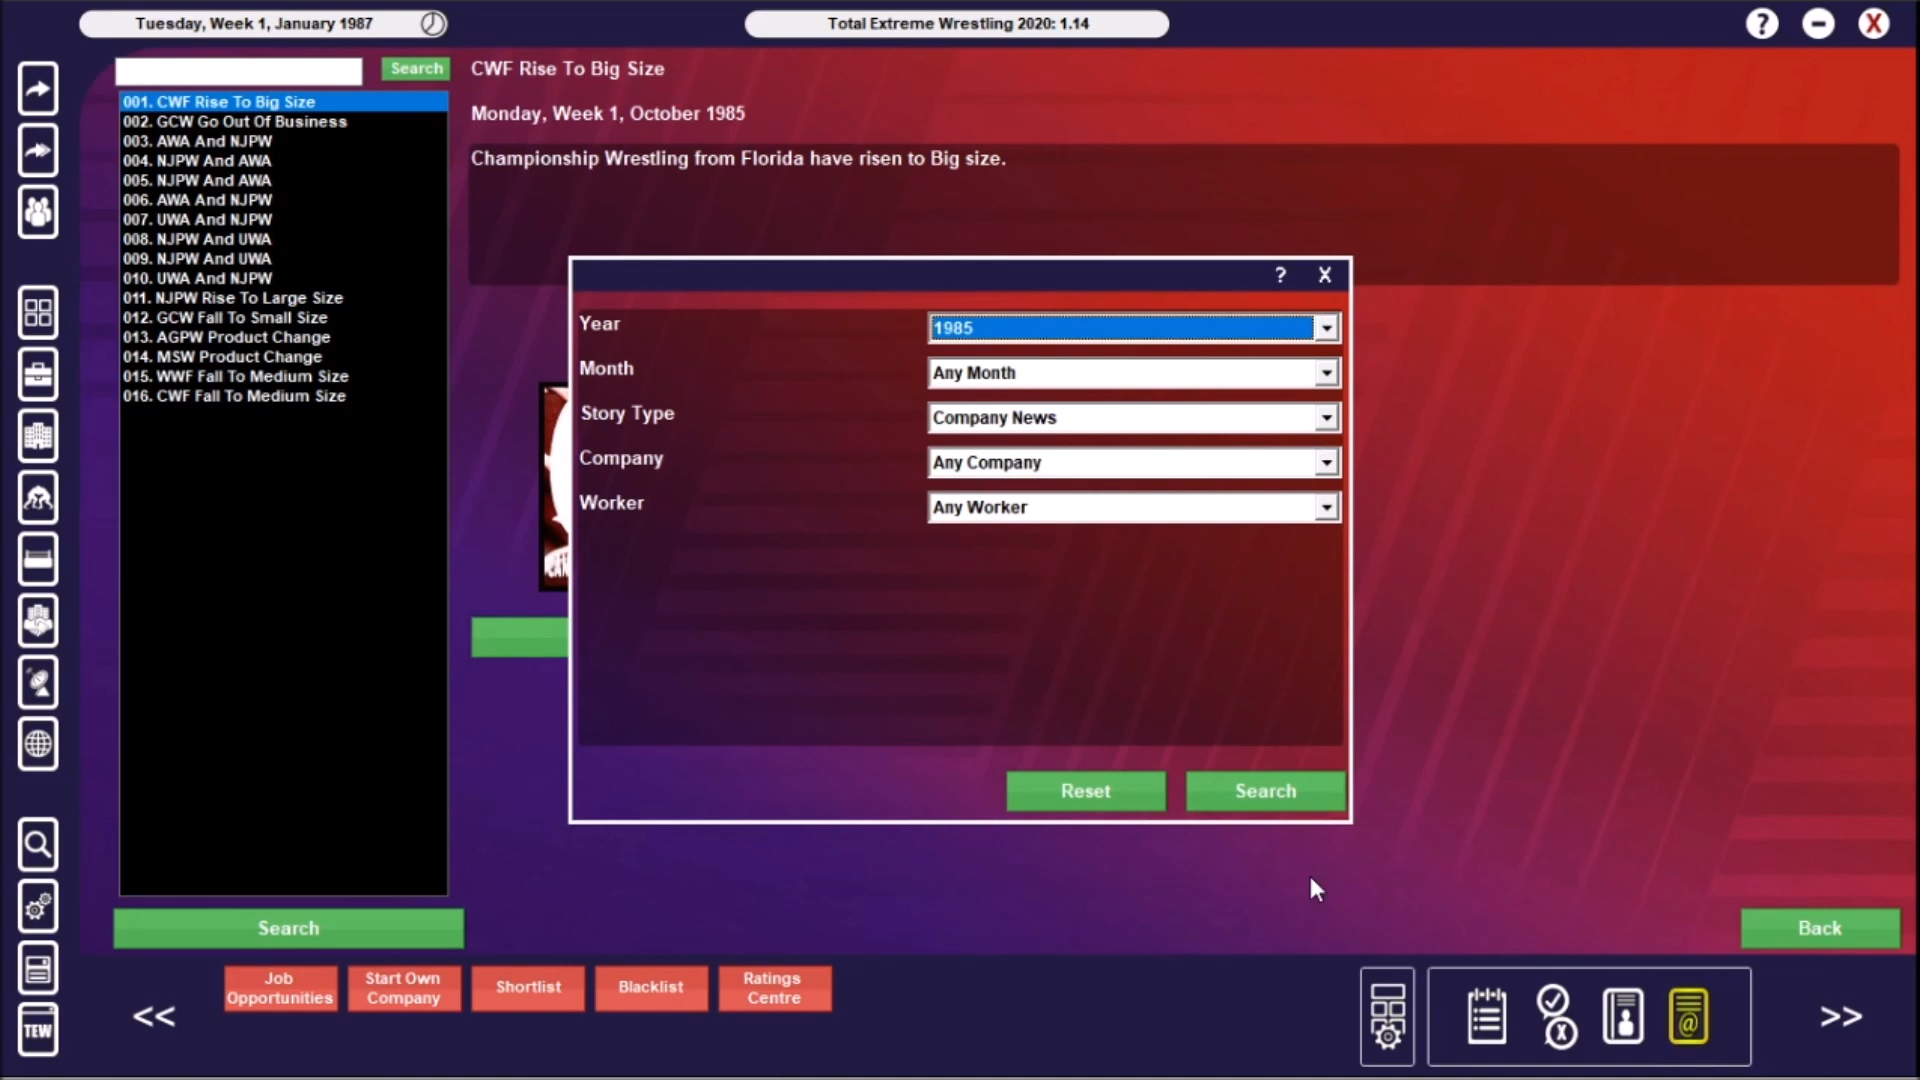 Tuesday, Week 1, January 1987
Total Extreme Wrestling 2020: 1.14
?
X
Search
CWF Rise To Big Size
Monday, Week 1, October 1985
Championship Wrestling from Florida have risen to Big size.
001. CWF Rise To Big Size
002. GCW Go Out Of Business
003. AWA And NJPW
004. NJPW And AWA
005. NJPW And AWA
006. AWA And NJPW
007. UWA And NJPW
008. NJPW And UWA
009. NJPW And UWA
010. UWA And NJPW
011. NJPW Rise To Large Size
012. GCW Fall To Small Size
013. AGPW Product Change
014. MSW Product Change
015. WWF Fall To Medium Size
016. CWF Fall To Medium Size
? X
Year 1985
Month Any Month
Story Type Company News
Company Any Company
Worker Any Worker
Reset Search
Search
Back
<<
Job
Opportunities
Start Own
Company
Shortlist
Blacklist
Ratings
Centre
X
@
>>
TEW